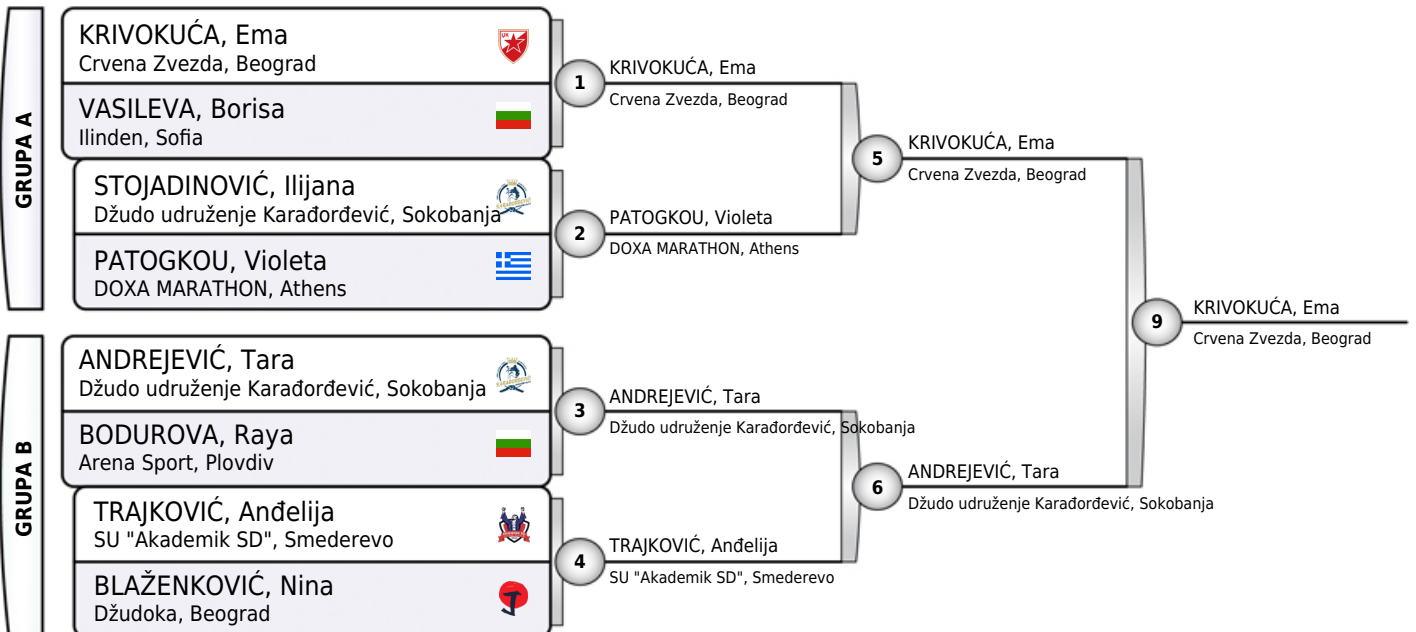 GRUPA A
KRIVOKUĆA, Ema
Crvena Zvezda, Beograd
VASILEVA, Borisa
Ilinden, Sofia
STOJADINOVIĆ, Ilijana
Džudo udruženje Karađorđević, Sokobanja
PATOGKOU, Violeta
DOXA MARATHON, Athens
GRUPA B
ANDREJEVIĆ, Tara
Džudo udruženje Karađorđević, Sokobanja
BODUROVA, Raya
Arena Sport, Plovdiv
TRAJKOVIĆ, Anđelija
SU "Akademik SD", Smederevo
BLAŽENKOVIĆ, Nina
Džudoka, Beograd
1
KRIVOKUĆA, Ema
Crvena Zvezda, Beograd
2
PATOGKOU, Violeta
DOXA MARATHON, Athens
3
ANDREJEVIĆ, Tara
Džudo udruženje Karađorđević, Sokobanja
4
TRAJKOVIĆ, Anđelija
SU "Akademik SD", Smederevo
5
KRIVOKUĆA, Ema
Crvena Zvezda, Beograd
6
ANDREJEVIĆ, Tara
Džudo udruženje Karađorđević, Sokobanja
9
KRIVOKUĆA, Ema
Crvena Zvezda, Beograd